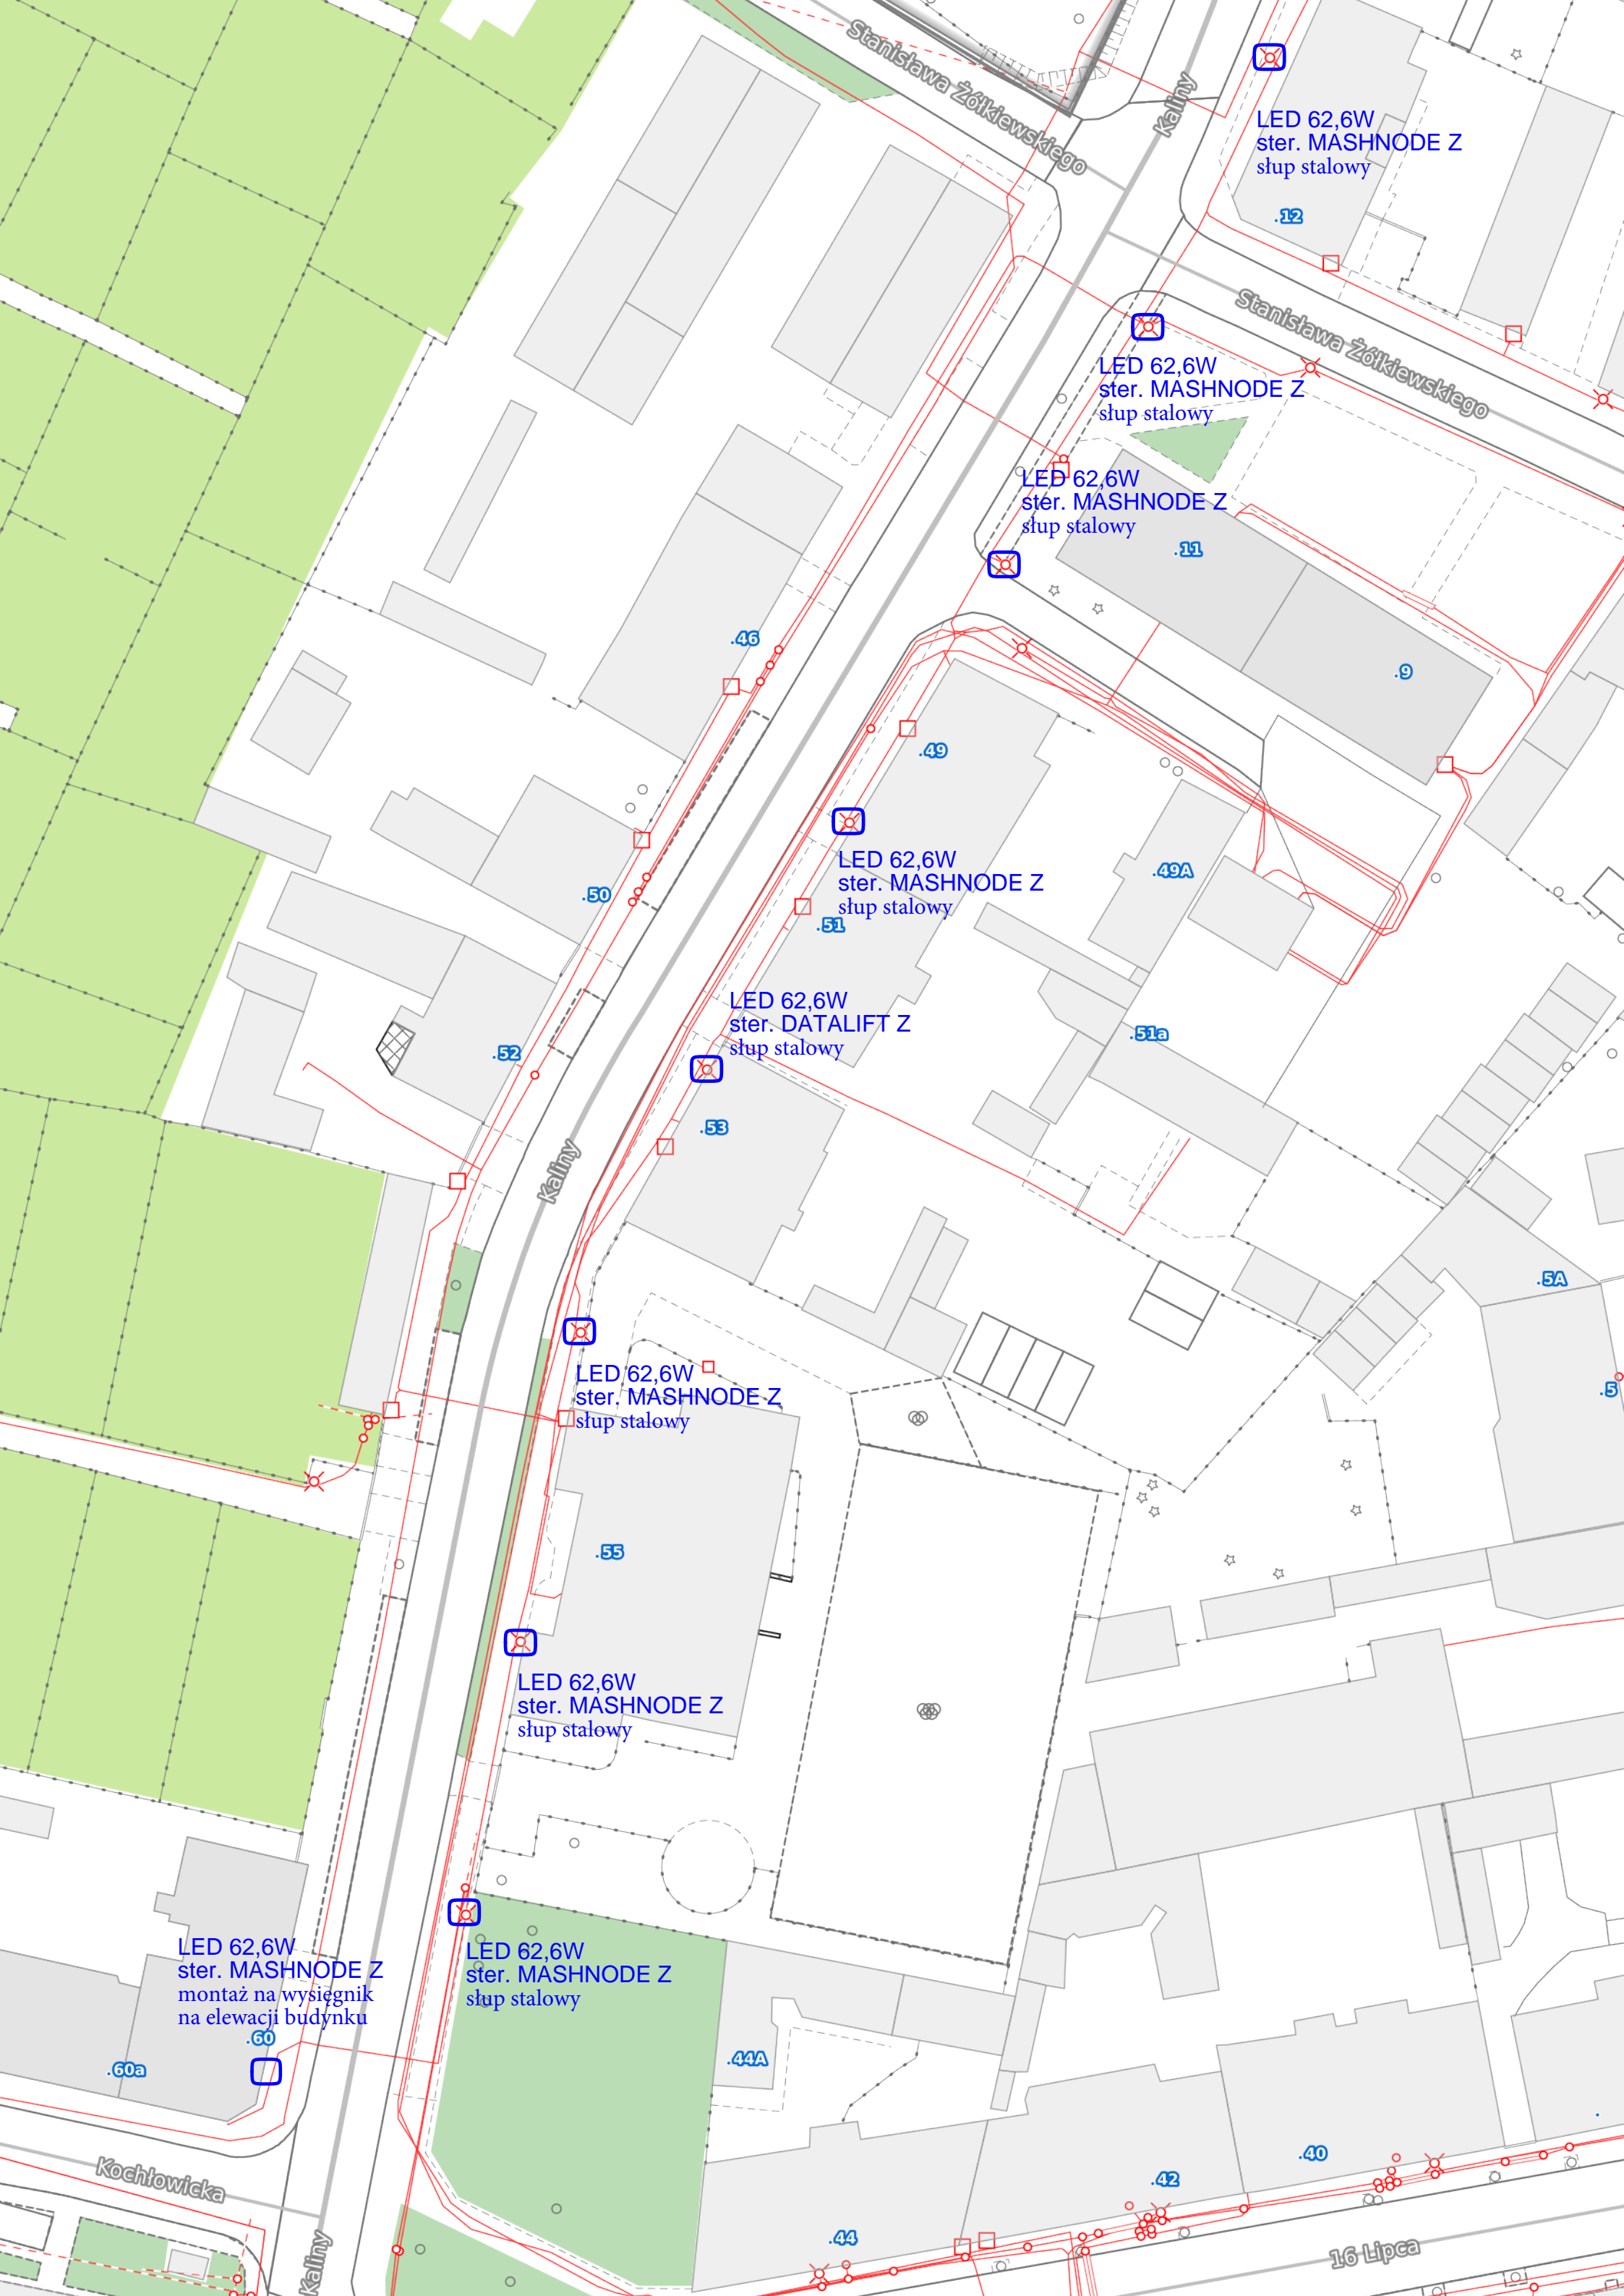 Stanisława Żółkiewskiego
Kaliny
LED 62,6W
ster. MASHNODE Z
słup stalowy
12
Stanisława Żółkiewskiego
LED 62,6W
ster. MASHNODE Z
słup stalowy
LED 62,6W
ster. MASHNODE Z
słup stalowy
11
46
9
49
LED 62,6W
ster. MASHNODE Z
słup stalowy
49A
50
51
LED 62,6W
ster. DATALIFT Z
słup stalowy
51a
52
53
Kaliny
5A
LED 62,6W
ster. MASHNODE Z
słup stalowy
5
55
LED 62,6W
ster. MASHNODE Z
słup stalowy
LED 62,6W
ster. MASHNODE Z
montaż na wysięgnik
na elewacji budynku
LED 62,6W
ster. MASHNODE Z
słup stalowy
60
60a
44A
Kochłowicka
40
42
44
Kaliny
16 Lipca